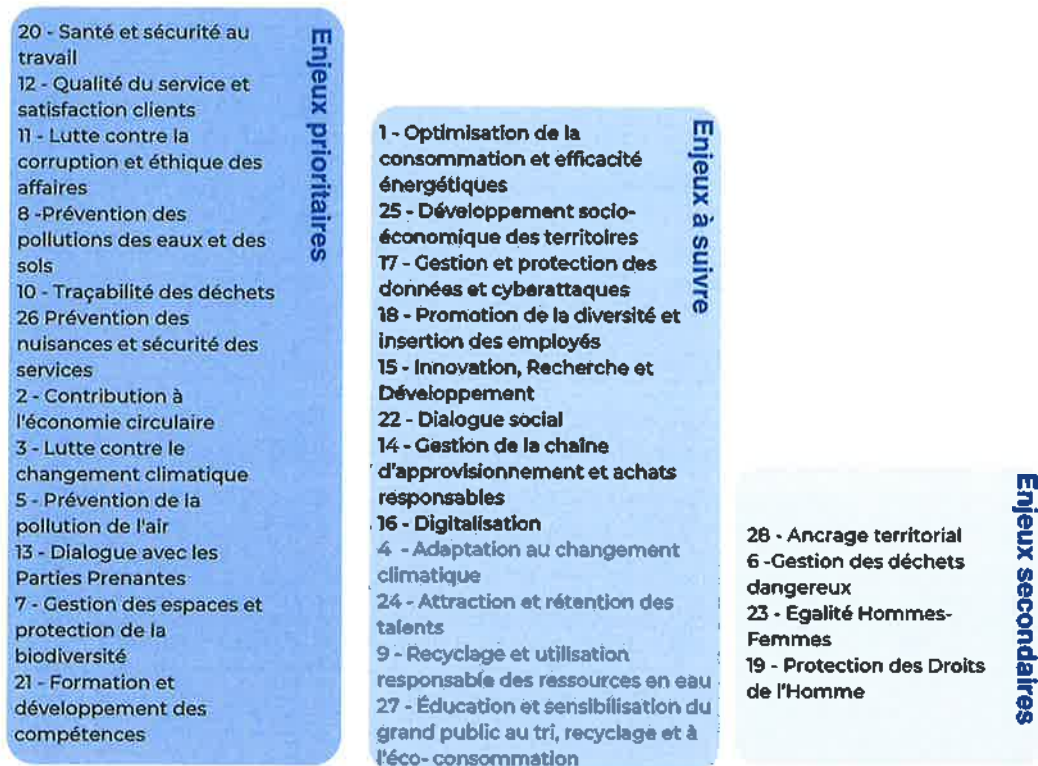 20 - Santé et sécurité au
travail
12 - Qualité du service et
satisfaction clients
11 - Lutte contre la
corruption et éthique des
affaires
8 -Prévention des
pollutions des eaux et des
sols
10 - Traçabilité des déchets
26 Prévention des
nuisances et sécurité des
services
2 - Contribution à
l'économie circulaire
3 - Lutte contre le
changement climatique
5 - Prévention de la
pollution de l'air
13 - Dialogue avec les
Parties Prenantes
7 - Gestion des espaces et
protection de la
biodiversité
21 - Formation et
développement des
compétences
Enjeux prioritaires
1 - Optimisation de la
consommation et efficacité
énergétiques
25 - Développement socio-
économique des territoires
17 - Gestion et protection des
données et cyberattaques
18 - Promotion de la diversité et
insertion des employés
15 - Innovation, Recherche et
Développement
22 - Dialogue social
14 - Gestion de la chaîne
d'approvisionnement et achats
responsables
16 - Digitalisation
4 - Adaptation au changement
climatique
24 - Attraction et rétention des
talents
9 - Recyclage et utilisation
responsable des ressources en eau
27 - Éducation et sensibilisation du
grand public au tri, recyclage et à
l'éco- consommation
Enjeux à suivre
28 - Ancrage territorial
6 -Gestion des déchets
dangereux
23 - Egalité Hommes-
Femmes
19 - Protection des Droits
de l'Homme
Enjeux secondaires